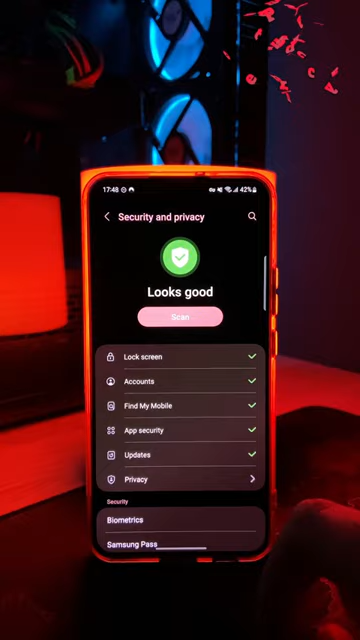 17:48
42%
Security and privacy
Looks good
Scan
Lock screen
Accounts
Find My Mobile
App security
Updates
Privacy
Security
Biometrics
Samsung Pass